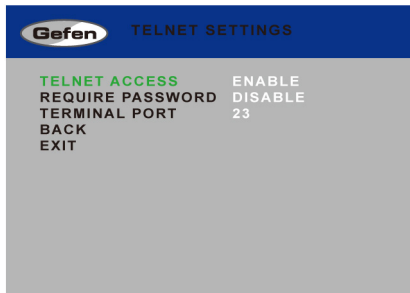 Gefen TELNET SETTINGS
TELNET ACCESS ENABLE
REQUIRE PASSWORD DISABLE
TERMINAL PORT 23
BACK
EXIT